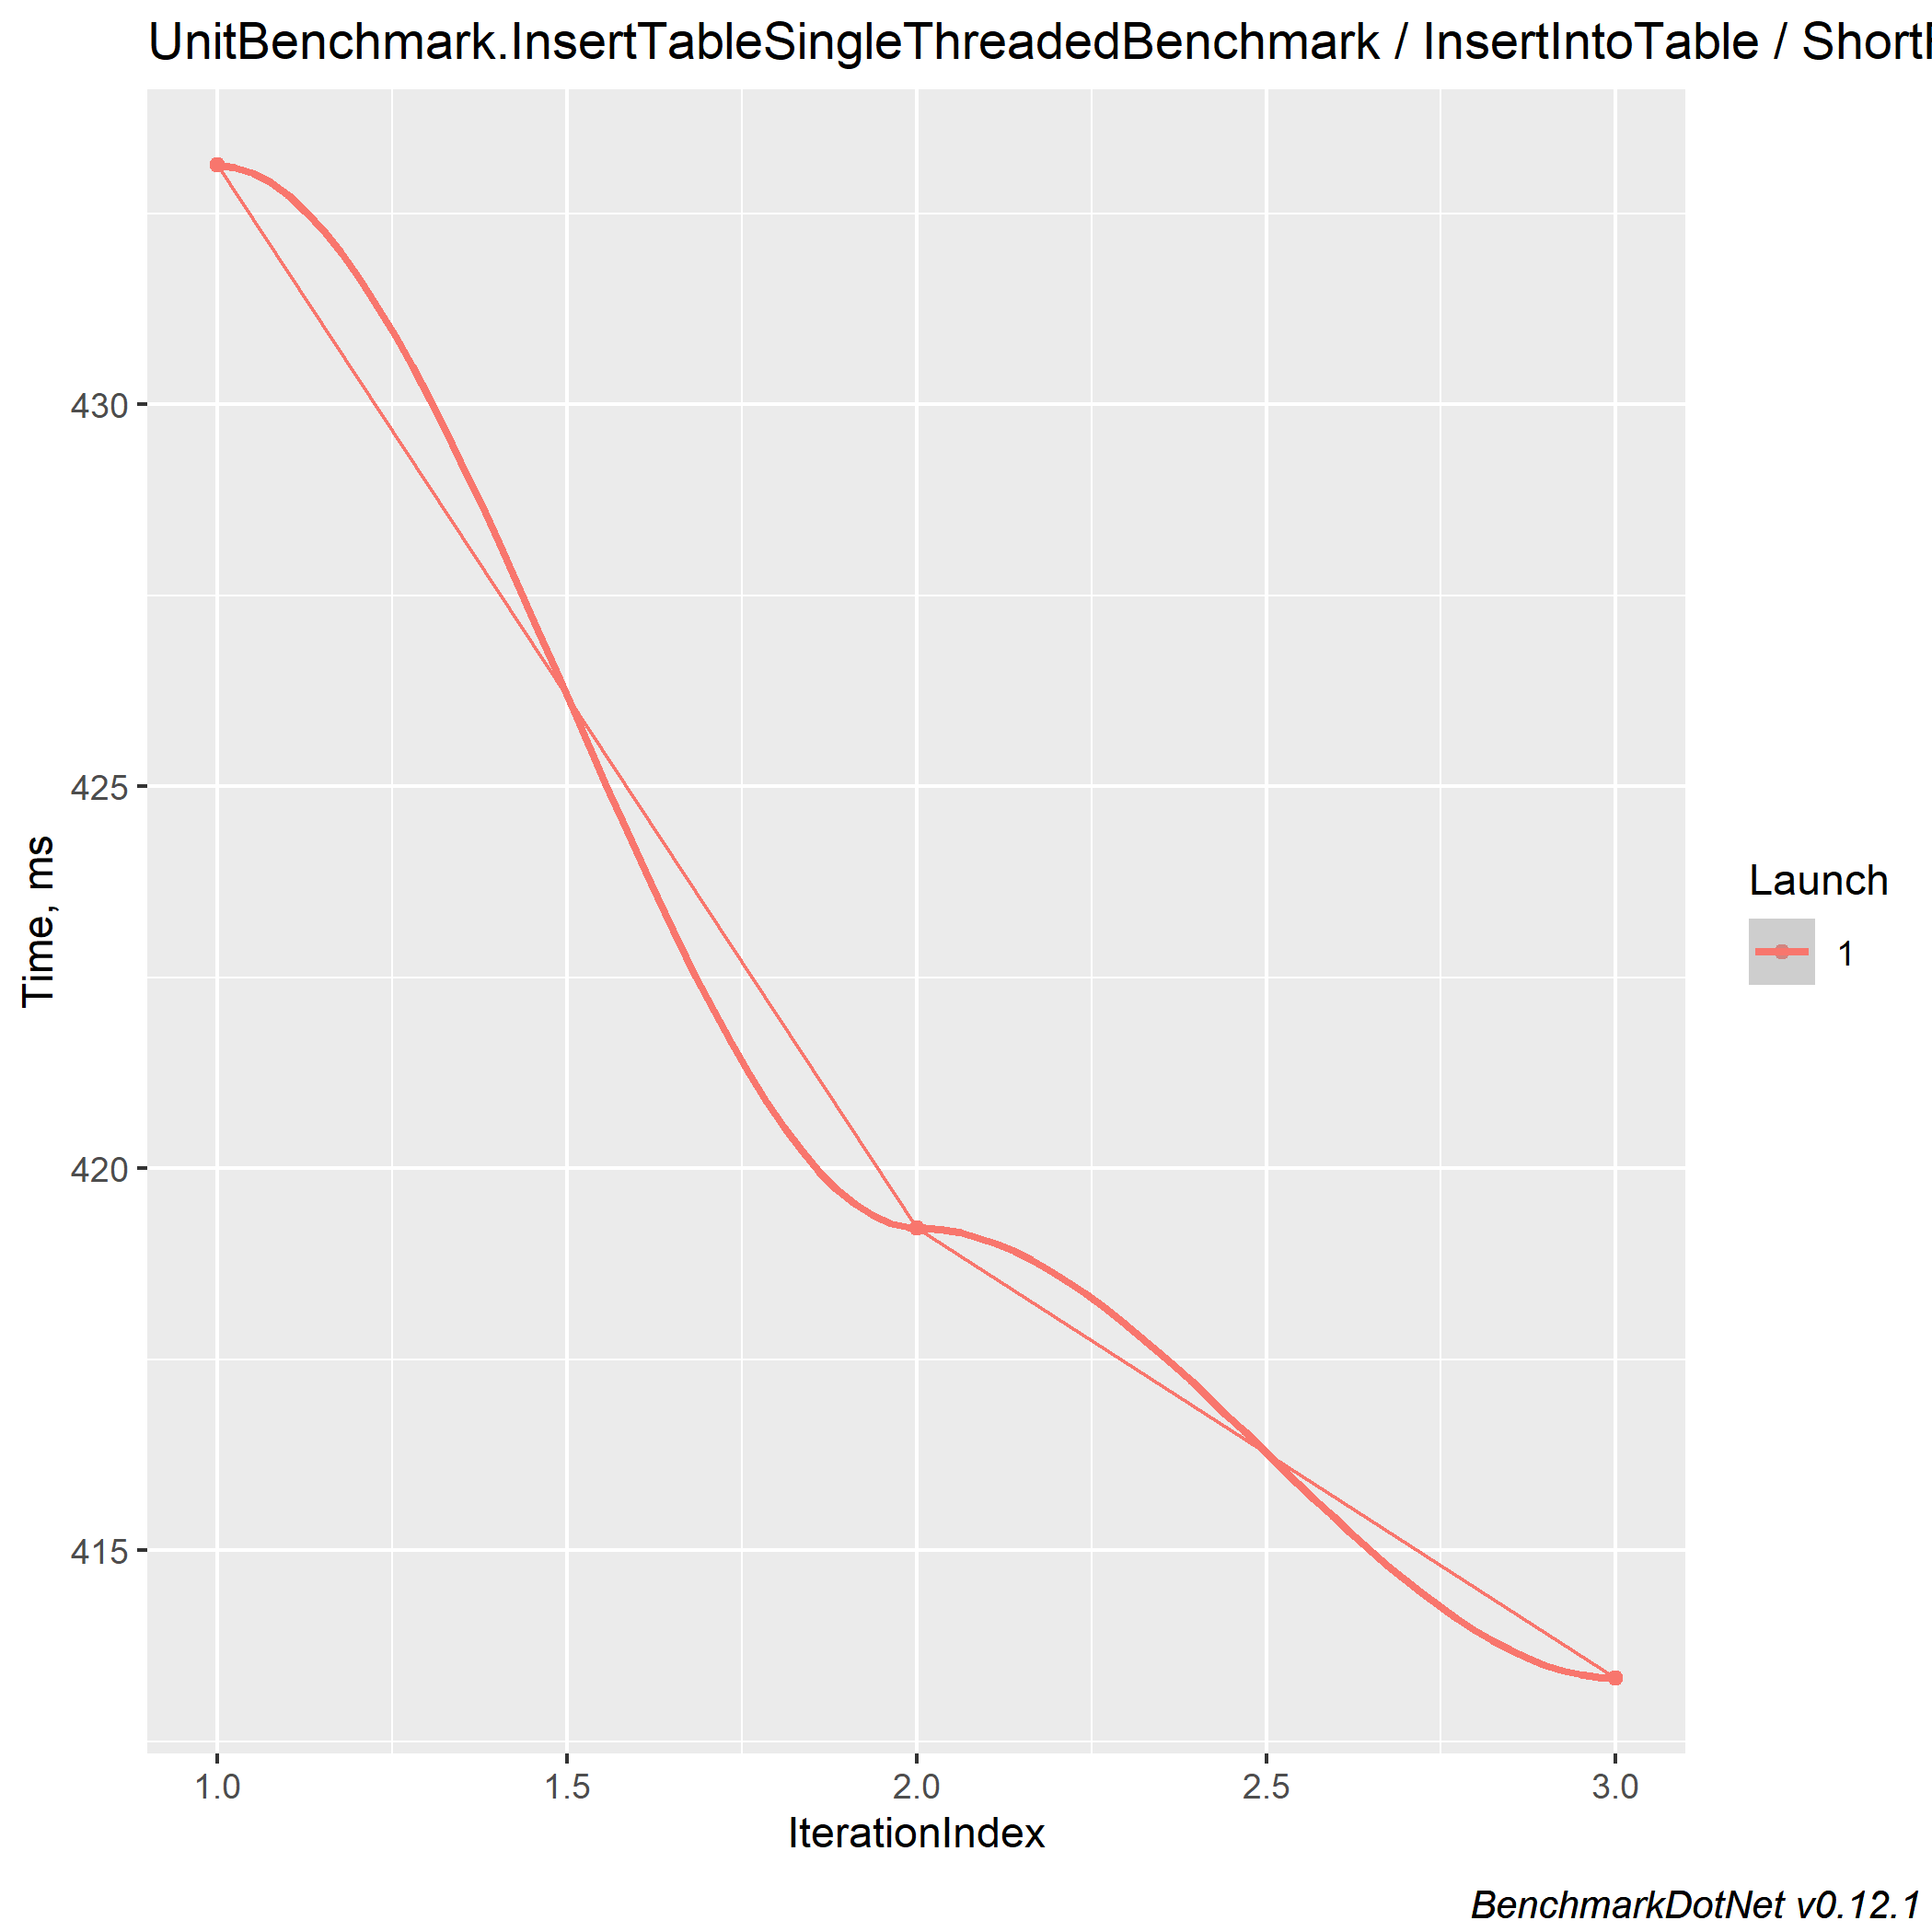 UnitBenchmark.InsertTableSingleThreadedBenchmark / InsertIntoTable / Short
430
425
420
415
Time, ms
Launch
1
1.0 1.5 2.0 2.5 3.0
IterationIndex
BenchmarkDotNet v0.12.1